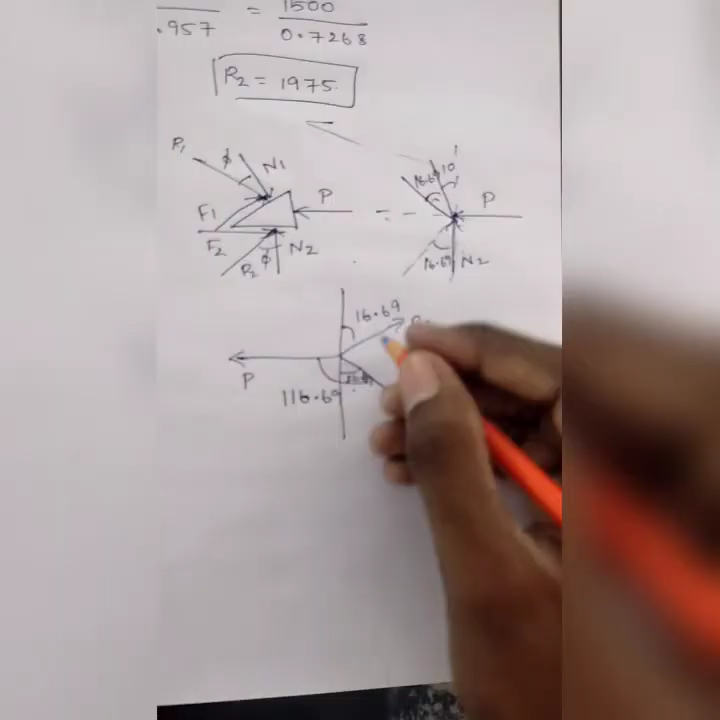 .957 = 1500
0.7268
R2 = 1975.
R1 φ N1
F1 P
F2 N2
R2 φ
16.69 10
P
16.69 N2
16.69
P
116.69